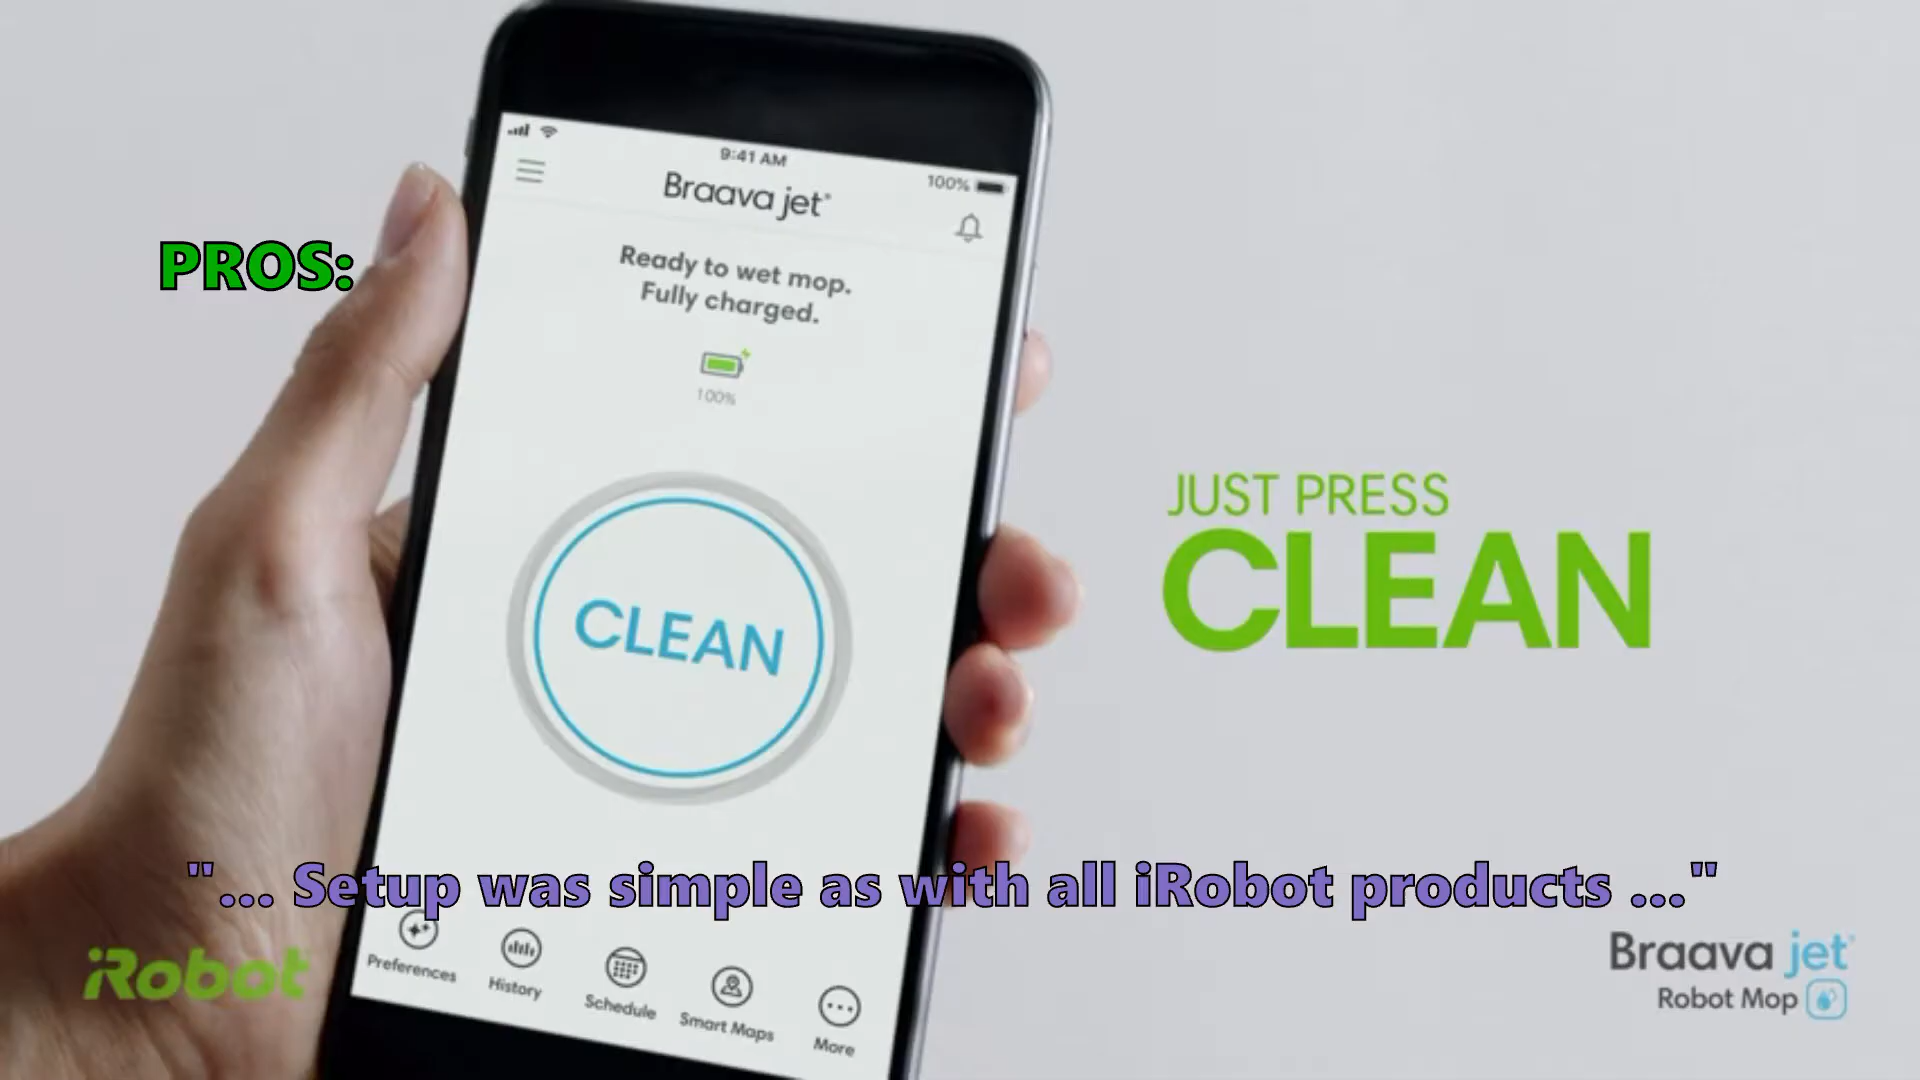 9:41 AM
100%
Braava jet
PROS:
Ready to wet mop.
Fully charged.
100%
JUST PRESS
CLEAN
CLEAN
"... Setup was simple as with all iRobot products ..."
Preferences
History
Schedule
Smart Maps
More
iRobot
Braava jet
Robot Mop